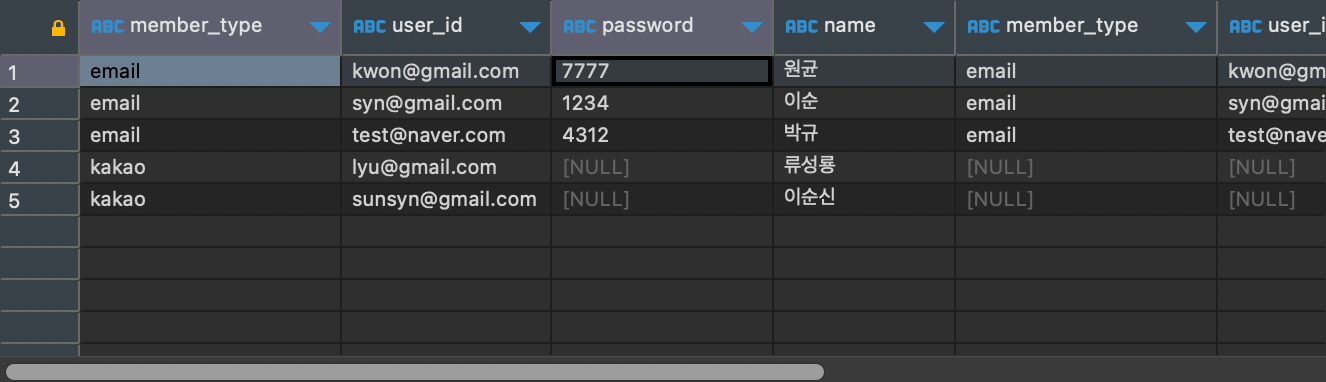 ABC member_type ABC user_id ABC password ABC name ABC member_type ABC user_i
1 email kwon@gmail.com 7777 원균 email kwon@g
2 email syn@gmail.com 1234 이순 email syn@gmai
3 email test@naver.com 4312 박규 email test@nave
4 kakao lyu@gmail.com [NULL] 류성룡 [NULL] [NULL]
5 kakao sunsyn@gmail.com [NULL] 이순신 [NULL] [NULL]